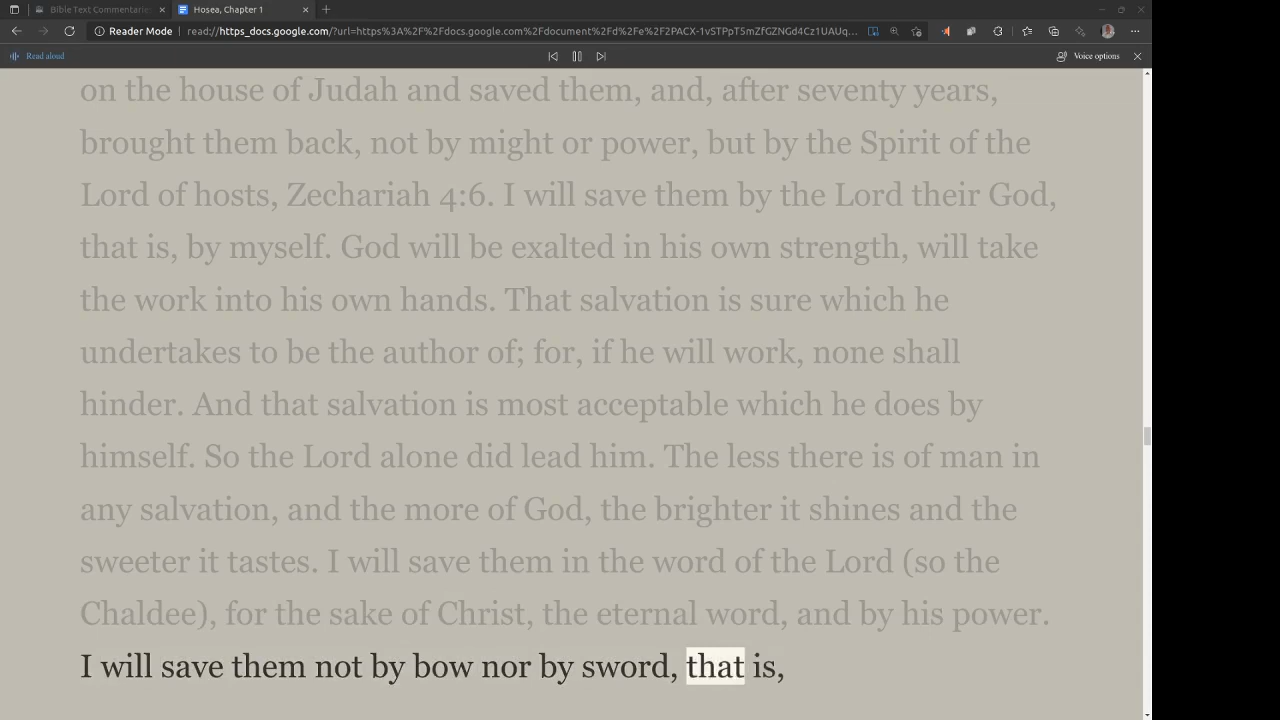 Bible Text Commentarie
Hosea, Chapter 1
Reader Mode
read://https_docs.google.com/?url=https%3A%2F%2Fdocs.google.com%2Fdocument%2Fd%2Fe%2F2PACX-1vSTPpT5mZfGZNGd4Cz1UAUq...
Read aloud
Voice options
on the house of Judah and saved them, and, after seventy years,
brought them back, not by might or power, but by the Spirit of the
Lord of hosts, Zechariah 4:6. I will save them by the Lord their God,
that is, by myself. God will be exalted in his own strength, will take
the work into his own hands. That salvation is sure which he
undertakes to be the author of; for, if he will work, none shall
hinder. And that salvation is most acceptable which he does by
himself. So the Lord alone did lead him. The less there is of man in
any salvation, and the more of God, the brighter it shines and the
sweeter it tastes. I will save them in the word of the Lord (so the
Chaldee), for the sake of Christ, the eternal word, and by his power.
I will save them not by bow nor by sword, that is,